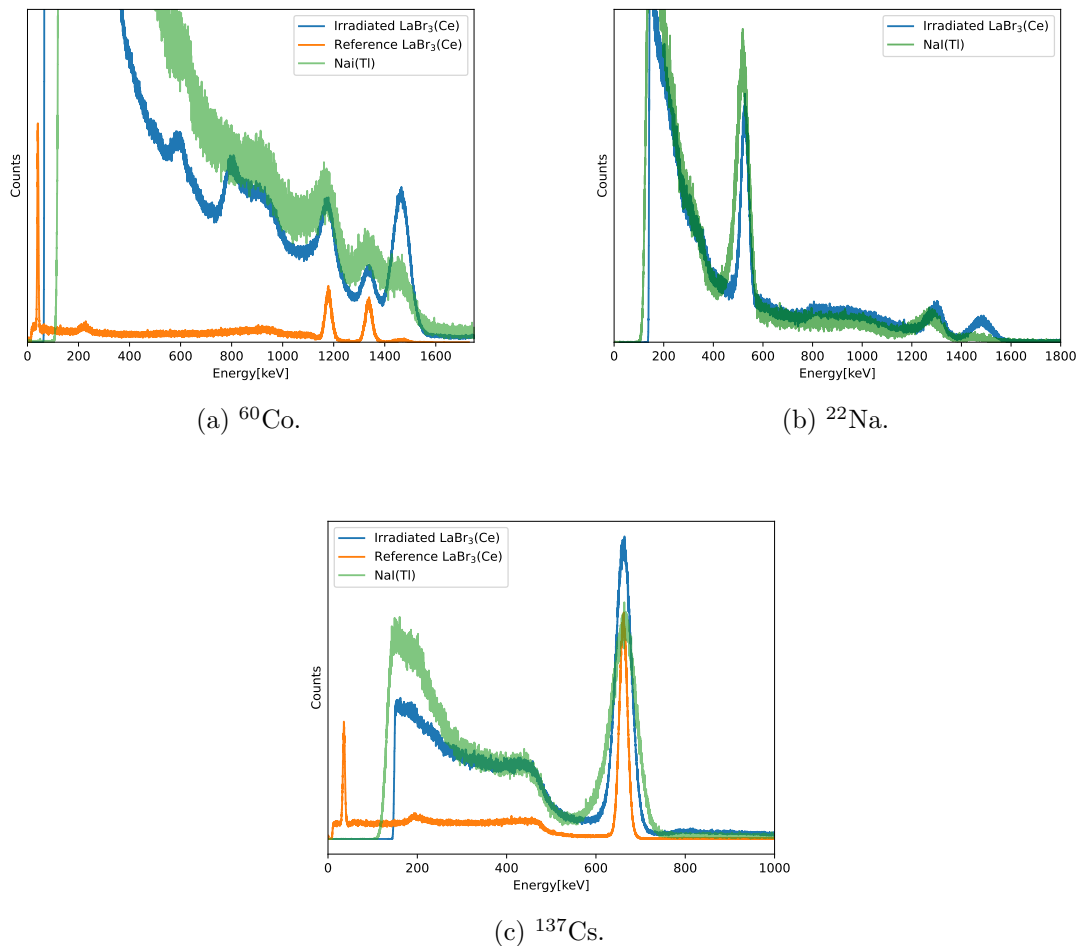 Irradiated LaBr₃(Ce)
Reference LaBr₃(Ce)
Nai(Tl)
Counts
0 200 400 600 800 1000 1200 1400 1600
Energy[keV]
(a) ⁶⁰Co.
Irradiated LaBr₃(Ce)
NaI(Tl)
Counts
0 200 400 600 800 1000 1200 1400 1600 1800
Energy[keV]
(b) ²²Na.
Irradiated LaBr₃(Ce)
Reference LaBr₃(Ce)
NaI(Tl)
Counts
0 200 400 600 800 1000
Energy[keV]
(c) ¹³⁷Cs.